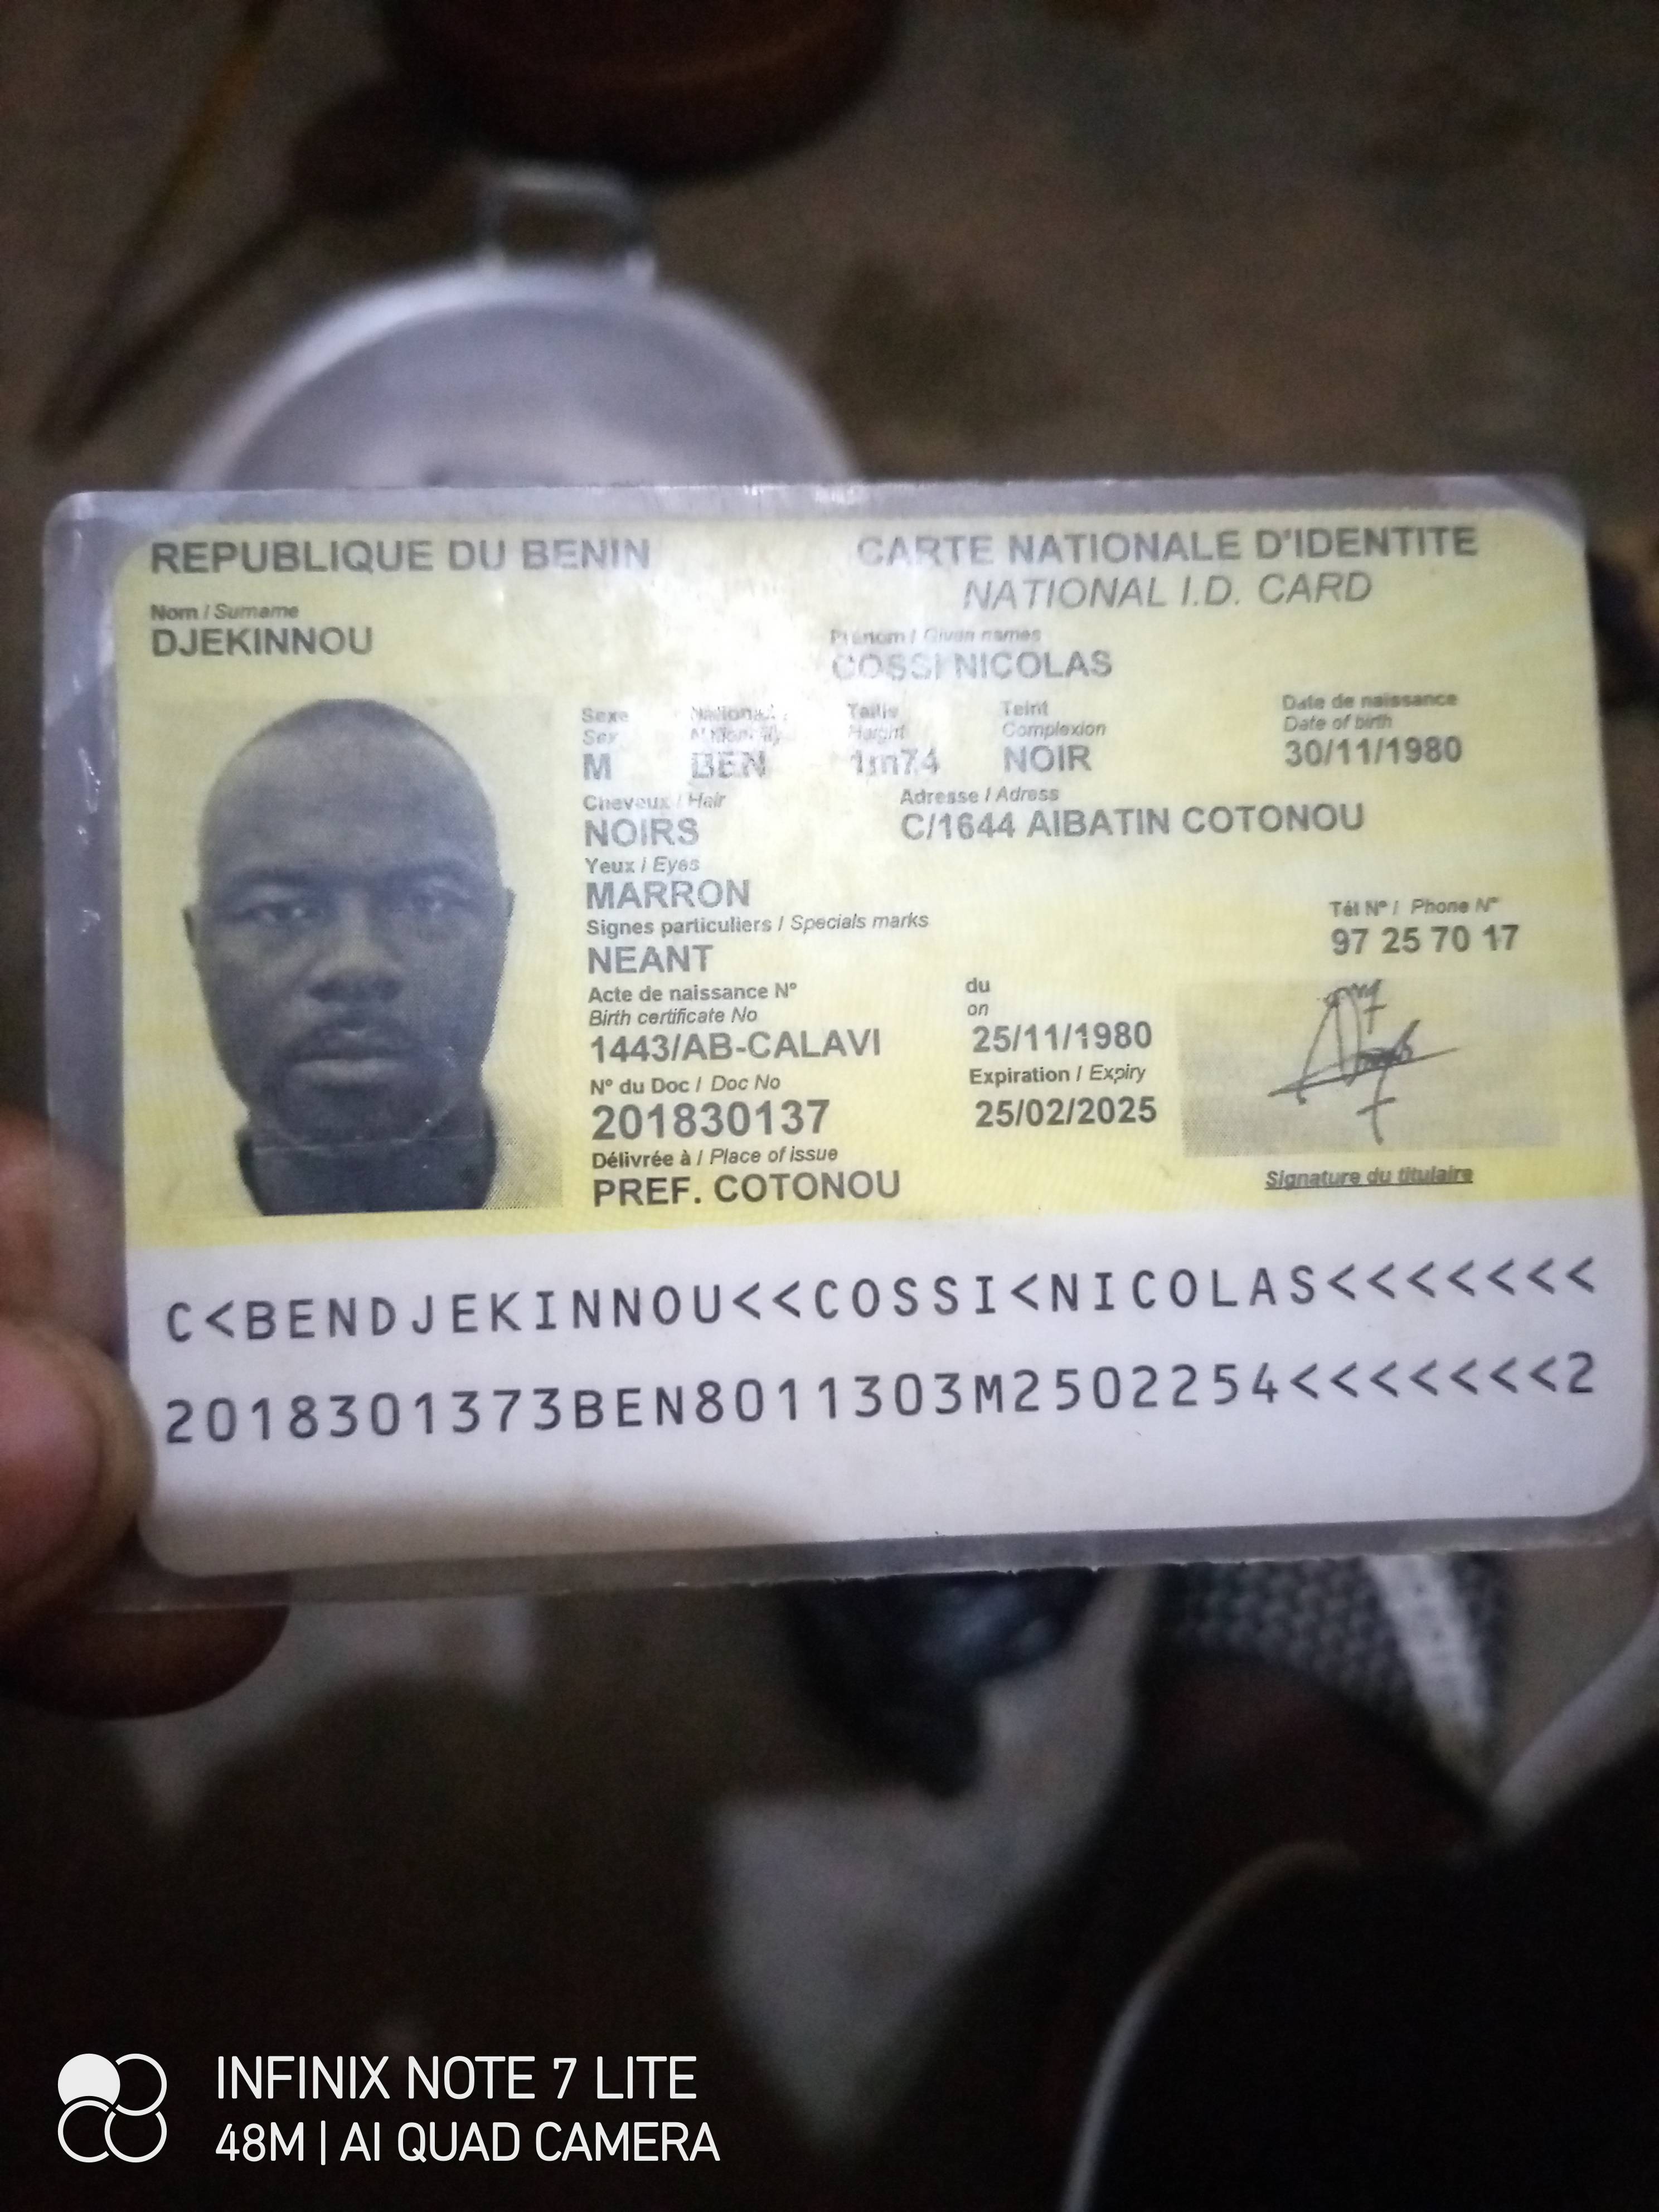 REPUBLIQUE DU BENIN
CARTE NATIONALE D'IDENTITE
NATIONAL I.D. CARD
Nom / Surname
DJEKINNOU
Prénom / Given names
COSSI NICOLAS
Sexe
Sex
M
National.
BEN
Taille
Haight
1m74
Teint
Complexion
NOIR
Date de naissance
Date of birth
30/11/1980
Cheveux / Hair
NOIRS
Adresse / Adress
C/1644 AIBATIN COTONOU
Yeux / Eyes
MARRON
Signes particuliers / Specials marks
NEANT
Tél N° / Phone N°
97 25 70 17
Acte de naissance N°
Birth certificate No
1443/AB-CALAVI
du
on
25/11/1980
N° du Doc / Doc No
201830137
Expiration / Expiry
25/02/2025
Délivrée à / Place of issue
PREF. COTONOU
Signature du titulaire
C<BENDJEKINNOU<<COSSI<NICOLAS<<<<<<<
2018301373BEN8011303M2502254<<<<<<<2
INFINIX NOTE 7 LITE
48M | AI QUAD CAMERA